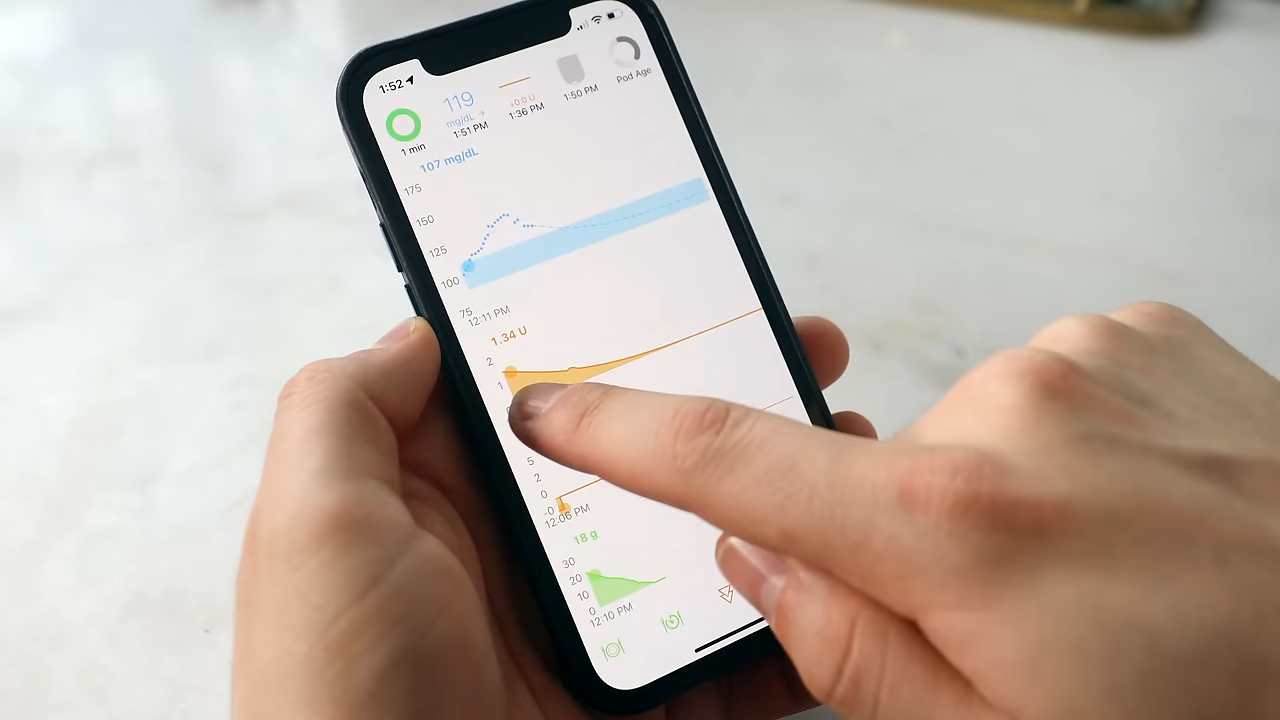 1:52
119
mg/dL →
1:51 PM
+0.0 U
1:36 PM
1:50 PM
Pod Age
1 min
107 mg/dL
175
150
125
100
75
12:11 PM
1.34 U
2
1
5
2
0
-0
12:06 PM
18 g
30
20
10
0
12:10 PM